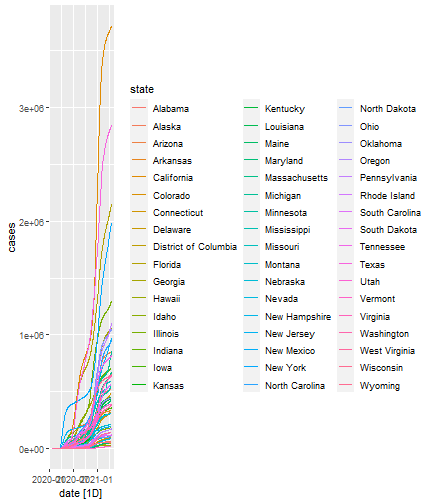 state
Alabama Kentucky North Dakota
Alaska Louisiana Ohio
Arizona Maine Oklahoma
Arkansas Maryland Oregon
California Massachusetts Pennsylvania
Colorado Michigan Rhode Island
Connecticut Minnesota South Carolina
Delaware Mississippi South Dakota
District of Columbia Missouri Tennessee
Florida Montana Texas
Georgia Nebraska Utah
Hawaii Nevada Vermont
Idaho New Hampshire Virginia
Illinois New Jersey Washington
Indiana New Mexico West Virginia
Iowa New York Wisconsin
Kansas North Carolina Wyoming
3e+06
2e+06
1e+06
0e+00
cases
2020-01 2020-07 2021-01
date [1D]